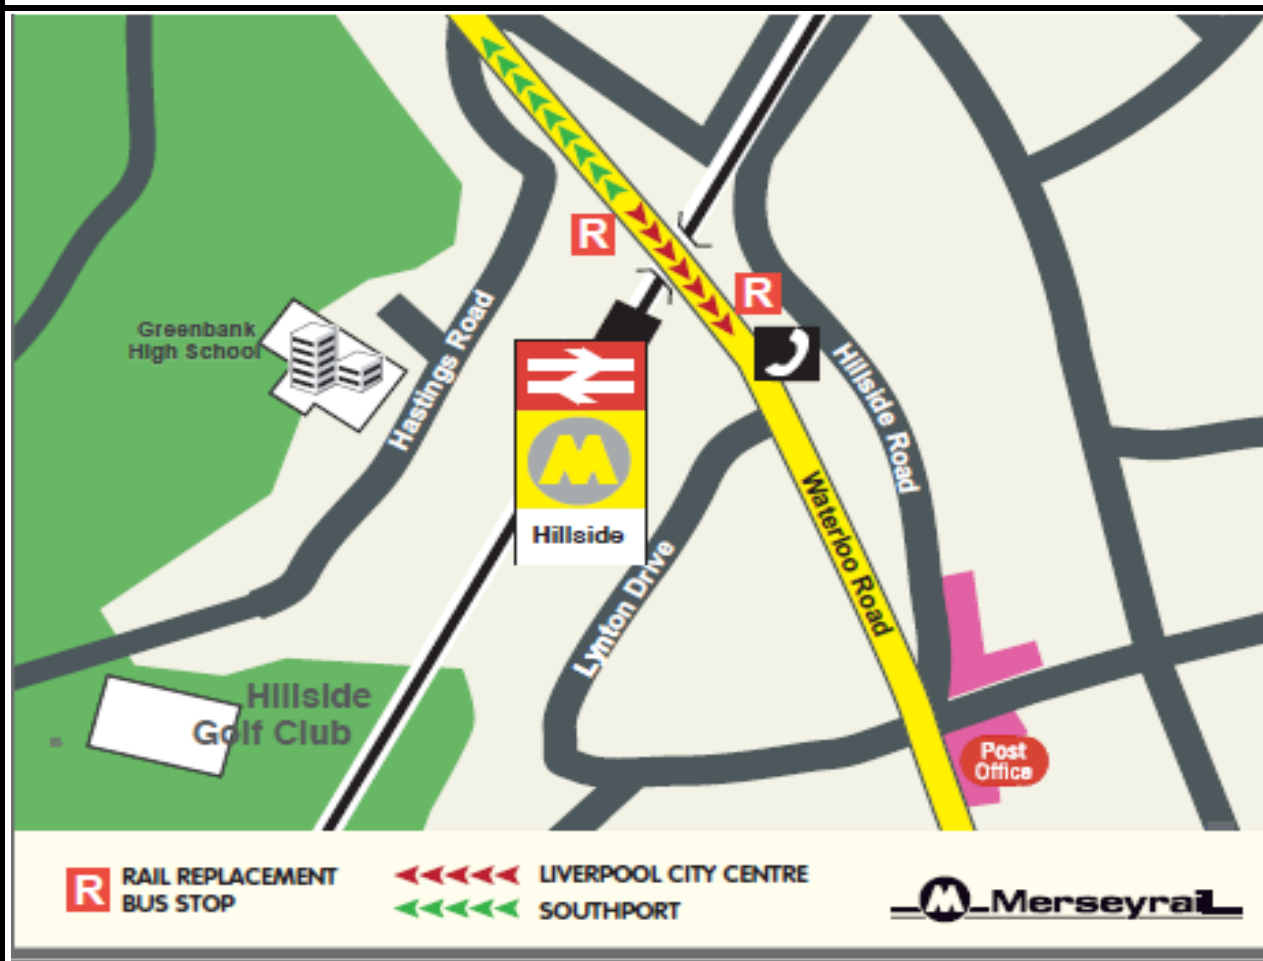 R
R
Greenbank
High School
Hastings Road
Hillside Road
M
Hillside
Waterloo Road
Lynton Drive
Hillside
Golf Club
Post
Office
R
RAIL REPLACEMENT
BUS STOP
LIVERPOOL CITY CENTRE
SOUTHPORT
M
Merseyrail